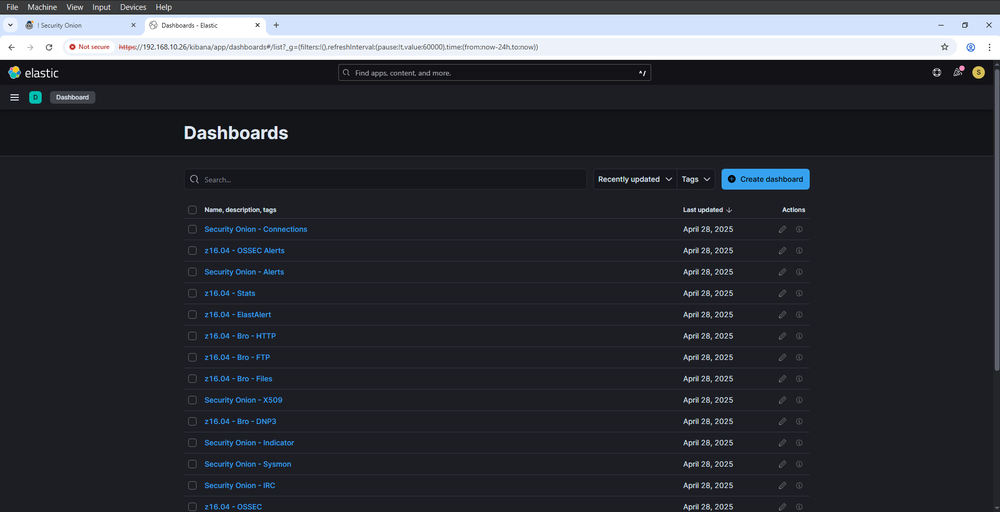 File Machine View Input Devices Help
! Security Onion
Dashboards - Elastic
Not secure https://192.168.10.26/kibana/app/dashboards#/list?_g=(filters:!(),refreshInterval:(pause:!t,value:60000),time:(from:now-24h,to:now))
elastic
Find apps, content, and more. ^/
S
D Dashboard
Dashboards
Search... Recently updated Tags Create dashboard
Name, description, tags Last updated Actions
Security Onion - Connections April 28, 2025
z16.04 - OSSEC Alerts April 28, 2025
Security Onion - Alerts April 28, 2025
z16.04 - Stats April 28, 2025
z16.04 - ElastAlert April 28, 2025
z16.04 - Bro - HTTP April 28, 2025
z16.04 - Bro - FTP April 28, 2025
z16.04 - Bro - Files April 28, 2025
Security Onion - X509 April 28, 2025
z16.04 - Bro - DNP3 April 28, 2025
Security Onion - Indicator April 28, 2025
Security Onion - Sysmon April 28, 2025
Security Onion - IRC April 28, 2025
z16.04 - OSSEC April 28, 2025